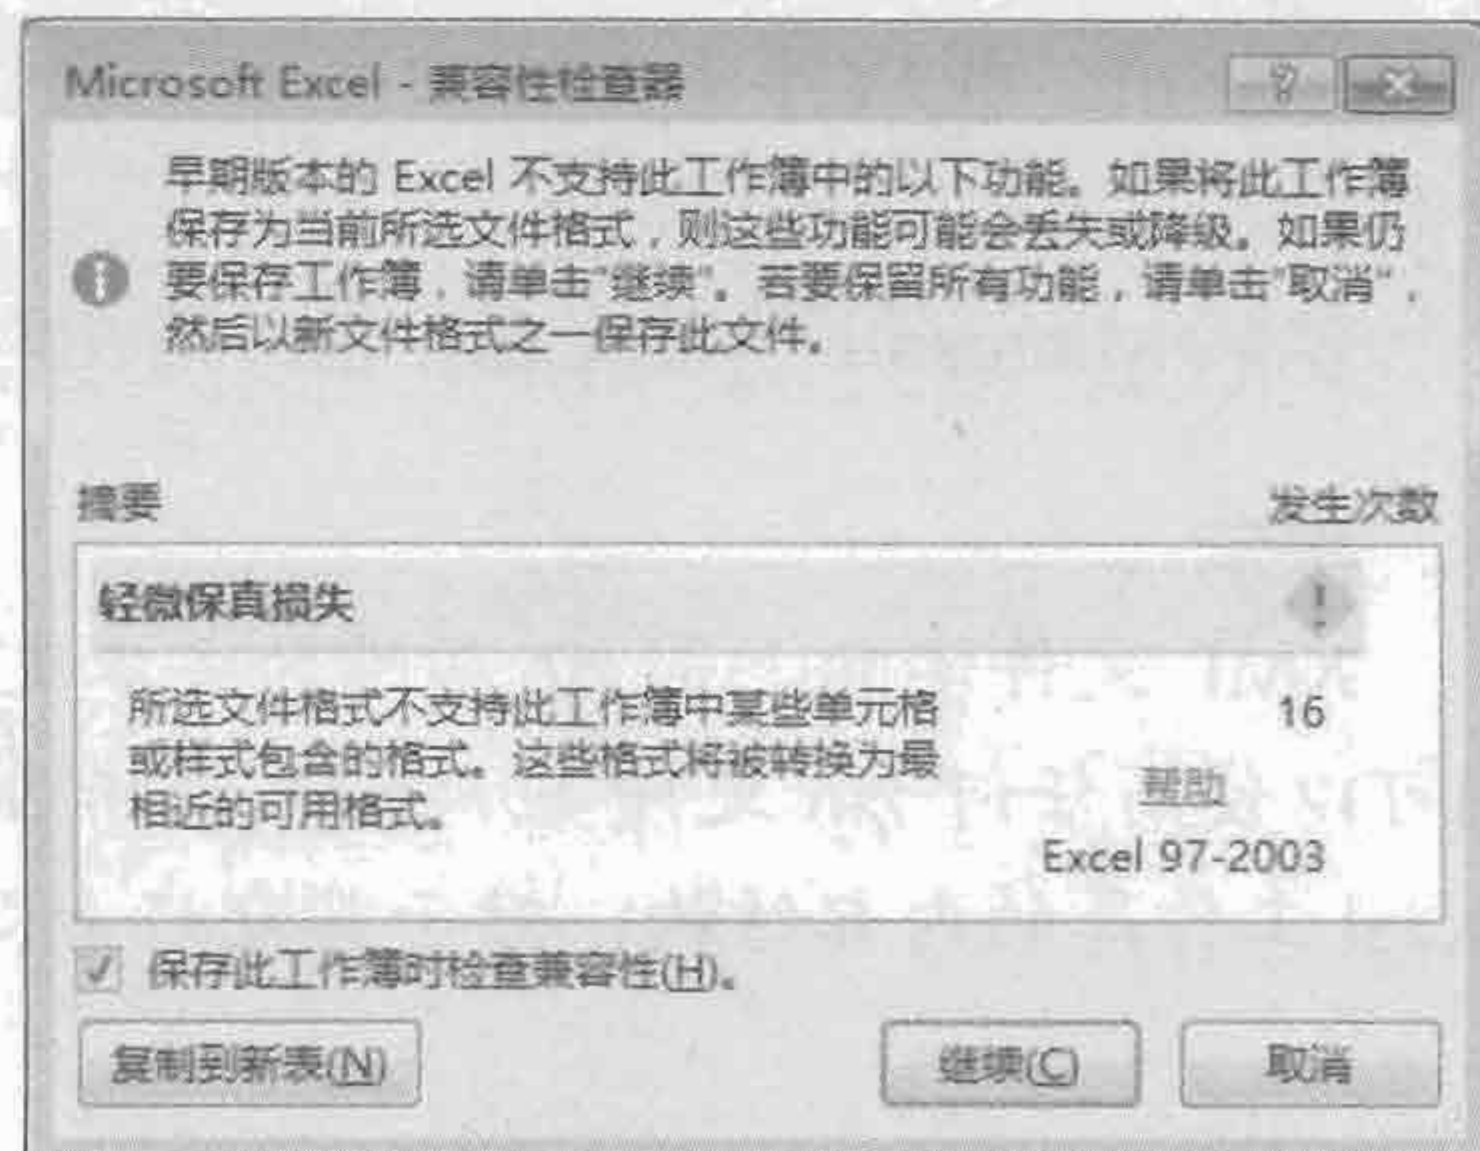 Microsoft Excel - 兼容性检查器
早期版本的 Excel 不支持此工作簿中的以下功能。如果将此工作簿
保存为当前所选文件格式，则这些功能可能会丢失或降级。如果仍
要保存工作簿，请单击"继续"。若要保留所有功能，请单击"取消"，
然后以新文件格式之一保存此文件。
摘要 发生次数
轻微保真损失
所选文件格式不支持此工作簿中某些单元格 16
或样式包含的格式。这些格式将被转换为最
帮助
相近的可用格式。
Excel 97-2003
保存此工作簿时检查兼容性(H)。
复制到新表(N) 继续(C) 取消